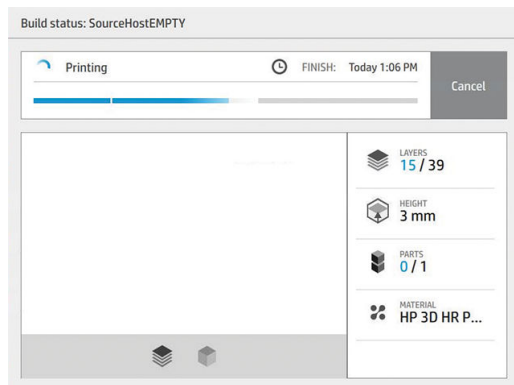 Build status: SourceHostEMPTY
Printing
FINISH: Today 1:06 PM
Cancel
LAYERS
15 / 39
HEIGHT
3 mm
PARTS
0 / 1
MATERIAL
HP 3D HR P...